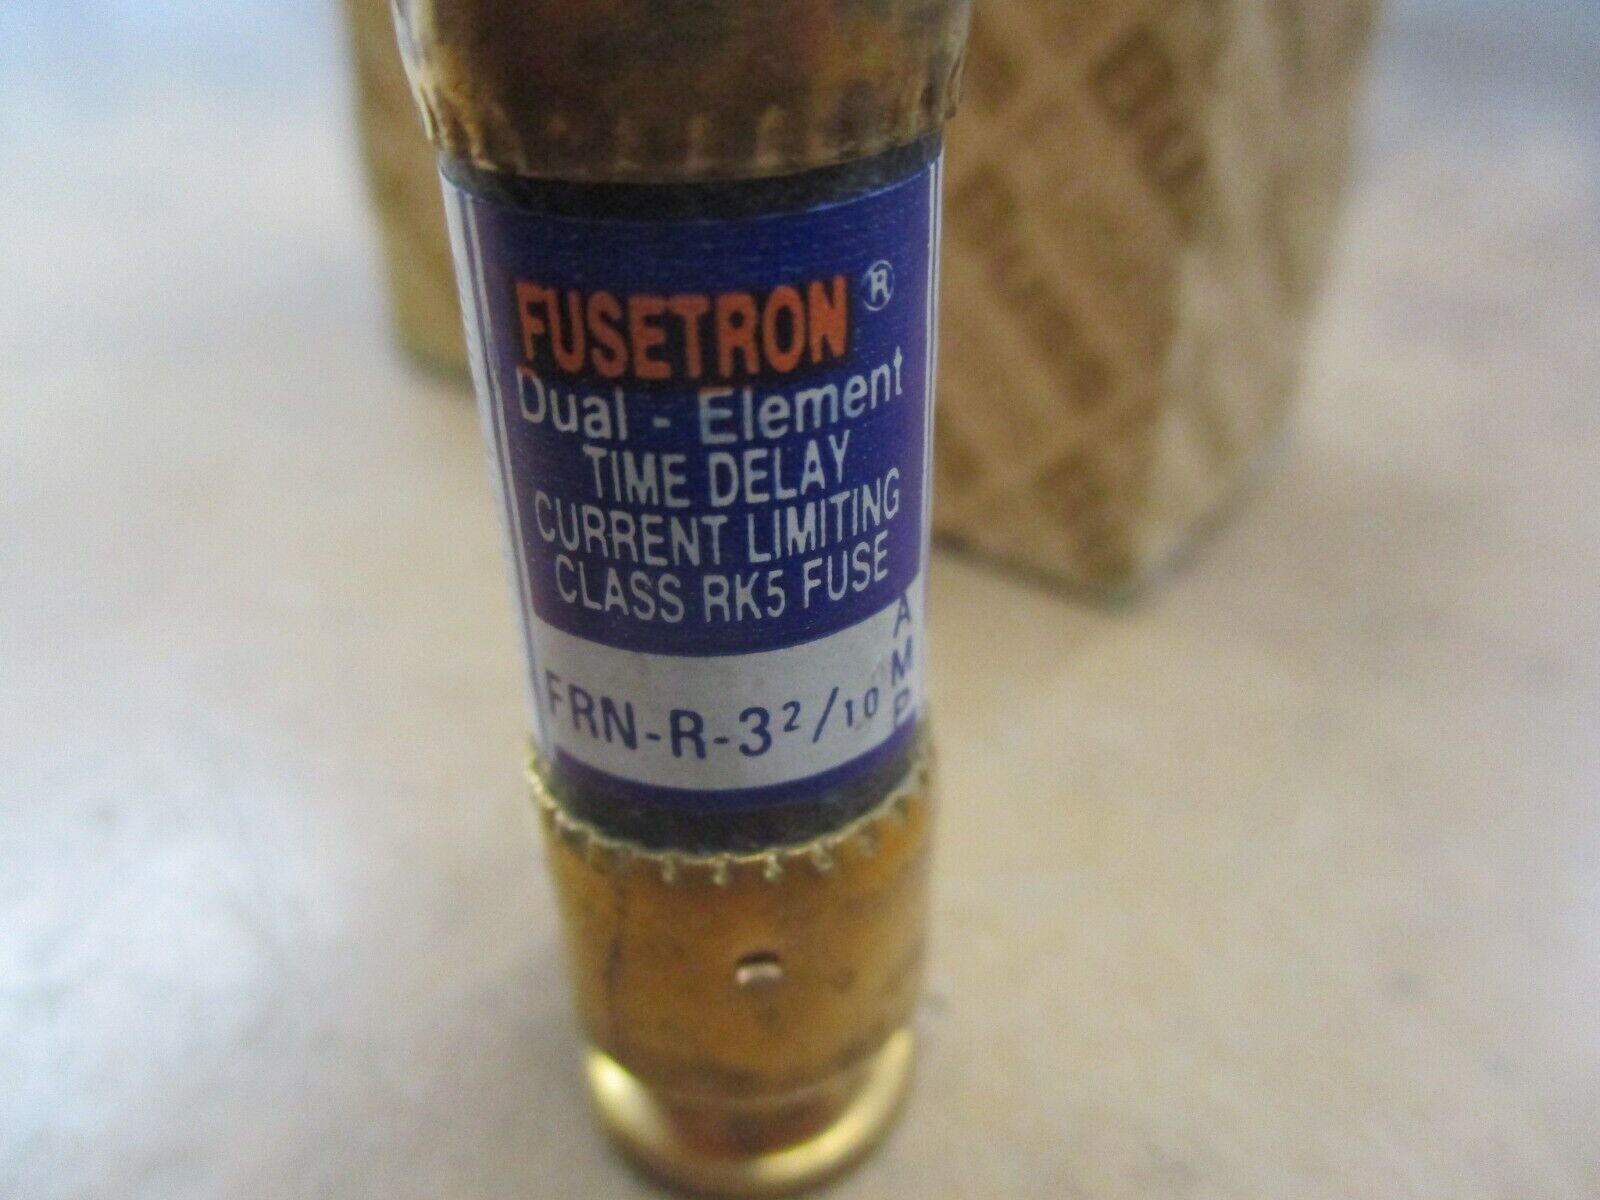 FUSETRON®
Dual - Element
TIME DELAY
CURRENT LIMITING
CLASS RK5 FUSE
FRN-R-3 2/10 AMP